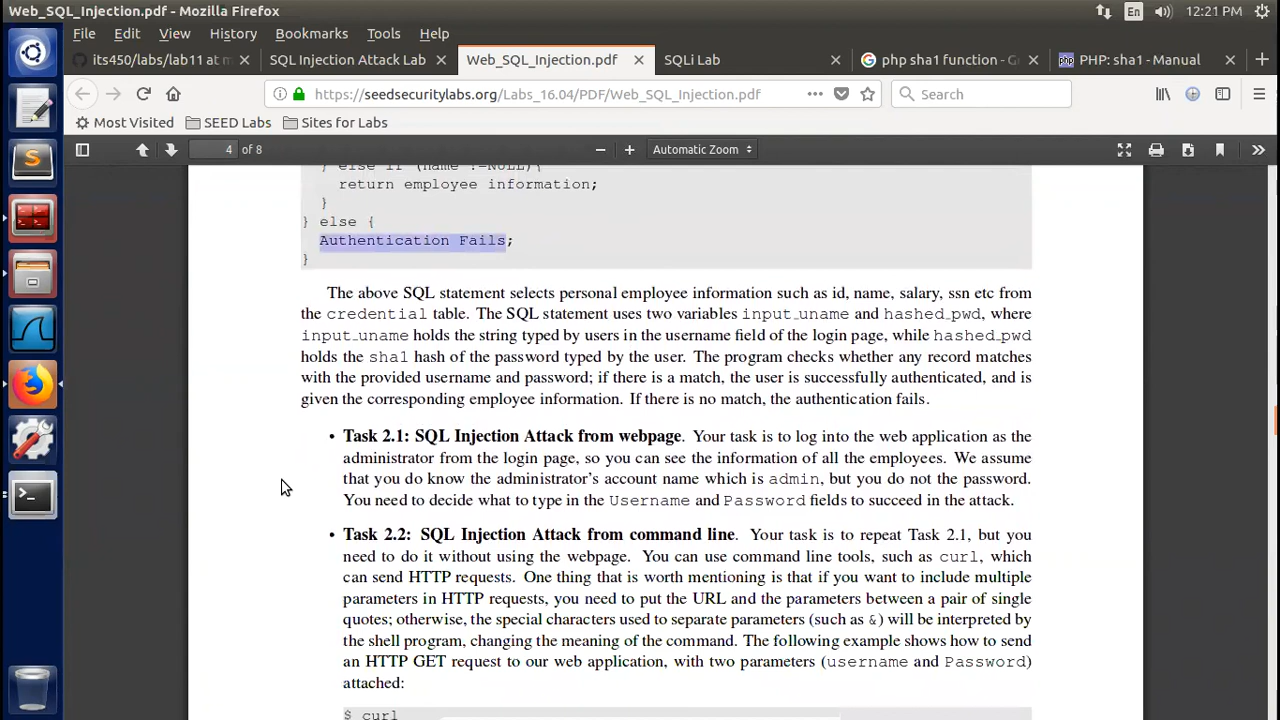 Web_SQL_Injection.pdf - Mozilla Firefox
En
12:21 PM
File Edit View History Bookmarks Tools Help
its450/labs/lab11 at m
SQL Injection Attack Lab
Web_SQL_Injection.pdf
SQLi Lab
php sha1 function - G
PHP: sha1 - Manual
https://seedsecuritylabs.org/Labs_16.04/PDF/Web_SQL_Injection.pdf
Search
Most Visited
SEED Labs
Sites for Labs
4 of 8
Automatic Zoom
} else if (name !=NULL){
return employee information;
}
} else {
Authentication Fails;
}
The above SQL statement selects personal employee information such as id, name, salary, ssn etc from
the credential table. The SQL statement uses two variables input_uname and hashed_pwd, where
input_uname holds the string typed by users in the username field of the login page, while hashed_pwd
holds the sha1 hash of the password typed by the user. The program checks whether any record matches
with the provided username and password; if there is a match, the user is successfully authenticated, and is
given the corresponding employee information. If there is no match, the authentication fails.
• Task 2.1: SQL Injection Attack from webpage. Your task is to log into the web application as the
administrator from the login page, so you can see the information of all the employees. We assume
that you do know the administrator's account name which is admin, but you do not the password.
You need to decide what to type in the Username and Password fields to succeed in the attack.
• Task 2.2: SQL Injection Attack from command line. Your task is to repeat Task 2.1, but you
need to do it without using the webpage. You can use command line tools, such as curl, which
can send HTTP requests. One thing that is worth mentioning is that if you want to include multiple
parameters in HTTP requests, you need to put the URL and the parameters between a pair of single
quotes; otherwise, the special characters used to separate parameters (such as &) will be interpreted by
the shell program, changing the meaning of the command. The following example shows how to send
an HTTP GET request to our web application, with two parameters (username and Password)
attached:
$ curl